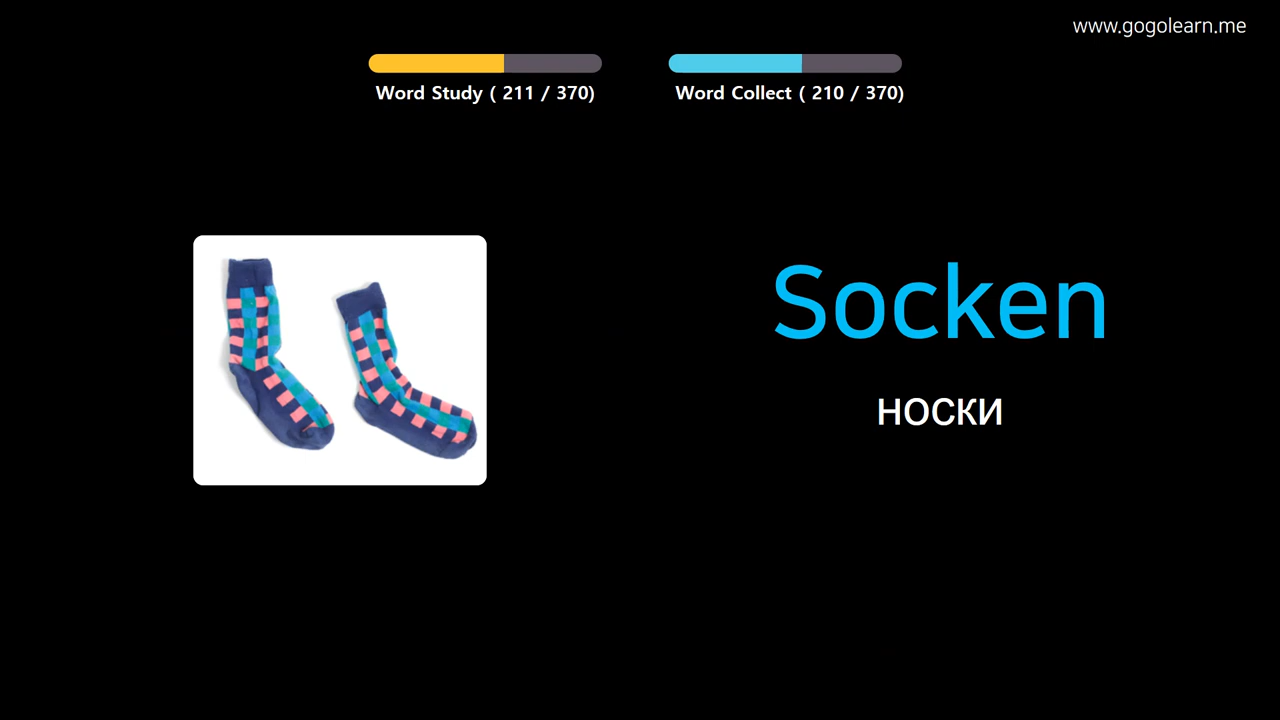 www.gogolearn.me
Word Study ( 211 / 370)
Word Collect ( 210 / 370)
Socken
носки